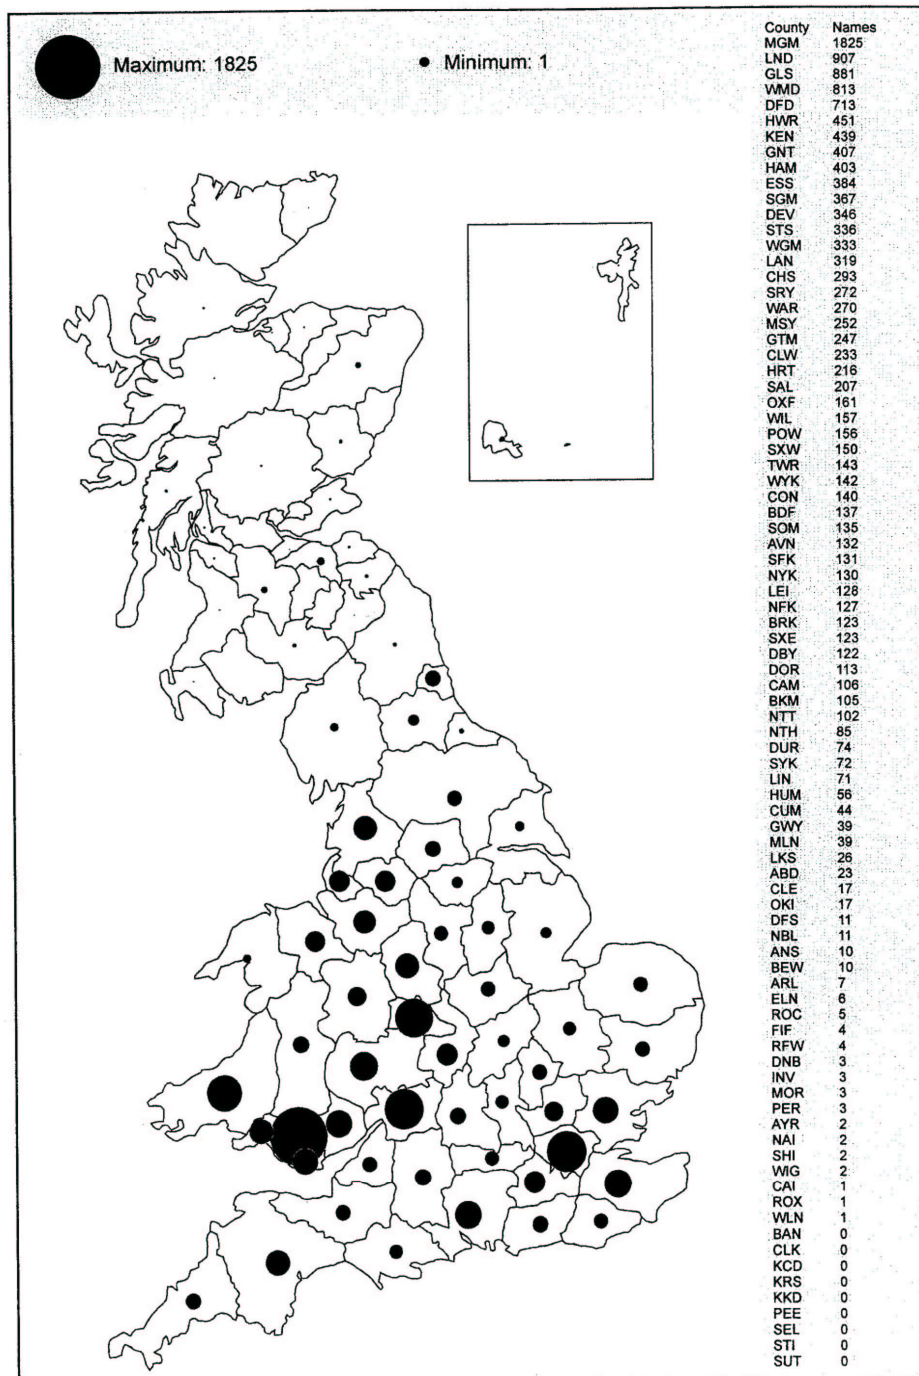 Maximum: 1825 Minimum: 1
County Names
MGM 1825
LND 907
GLS 881
WMD 813
DFD 713
HWR 451
KEN 439
GNT 407
HAM 403
ESS 384
SGM 367
DEV 346
STS 336
WGM 333
LAN 319
CHS 293
SRY 272
WAR 270
MSY 252
GTM 247
CLW 233
HRT 216
SAL 207
OXF 161
WIL 157
POW 156
SXW 150
TWR 143
WYK 142
CON 140
BDF 137
SOM 135
AVN 132
SFK 131
NYK 130
LEI 128
NFK 127
BRK 123
SXE 123
DBY 122
DOR 113
CAM 106
BKM 105
NTT 102
NTH 85
DUR 74
SYK 72
LIN 71
HUM 56
CUM 44
GWY 39
MLN 39
LKS 26
ABD 23
CLE 17
OKI 17
DFS 11
NBL 11
ANS 10
BEW 10
ARL 7
ELN 6
ROC 5
FIF 4
RFW 4
DNB 3
INV 3
MOR 3
PER 3
AYR 2
NAI 2
SHI 2
WIG 2
CAI 1
ROX 1
WLN 1
BAN 0
CLK 0
KCD 0
KRS 0
KKD 0
PEE 0
SEL 0
STI 0
SUT 0